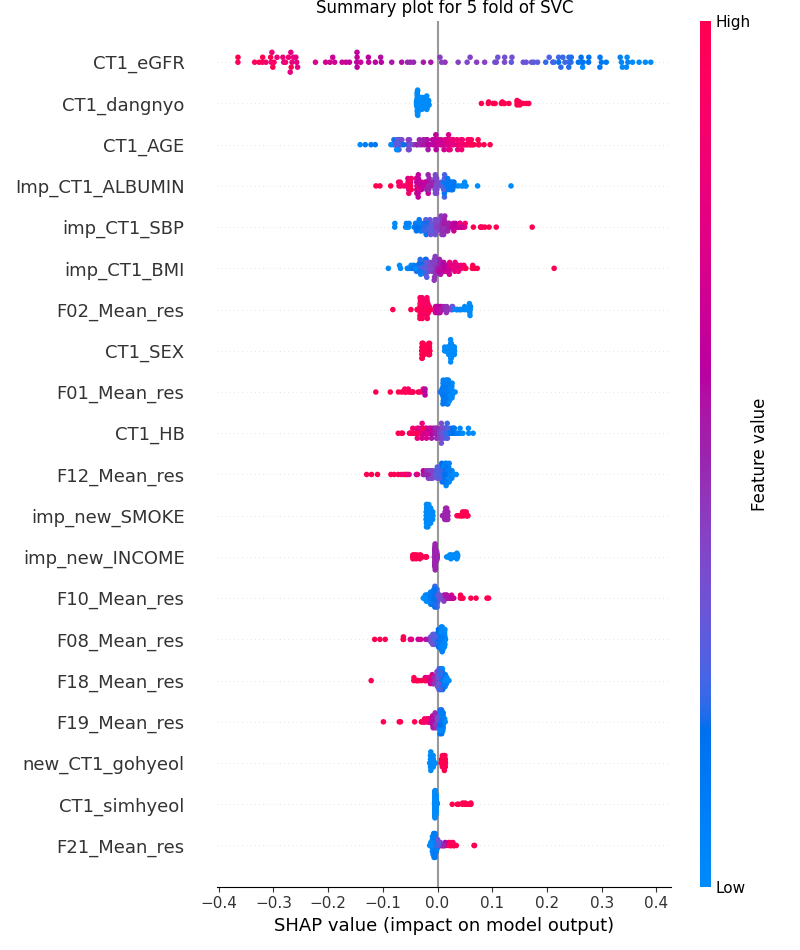 Summary plot for 5 fold of SVC
High
CT1_eGFR
CT1_dangnyo
CT1_AGE
Imp_CT1_ALBUMIN
imp_CT1_SBP
imp_CT1_BMI
F02_Mean_res
CT1_SEX
F01_Mean_res
CT1_HB
F12_Mean_res
imp_new_SMOKE
imp_new_INCOME
F10_Mean_res
F08_Mean_res
F18_Mean_res
F19_Mean_res
new_CT1_gohyeol
CT1_simhyeol
F21_Mean_res
Feature value
Low
−0.4 −0.3 −0.2 −0.1 0.0 0.1 0.2 0.3 0.4
SHAP value (impact on model output)